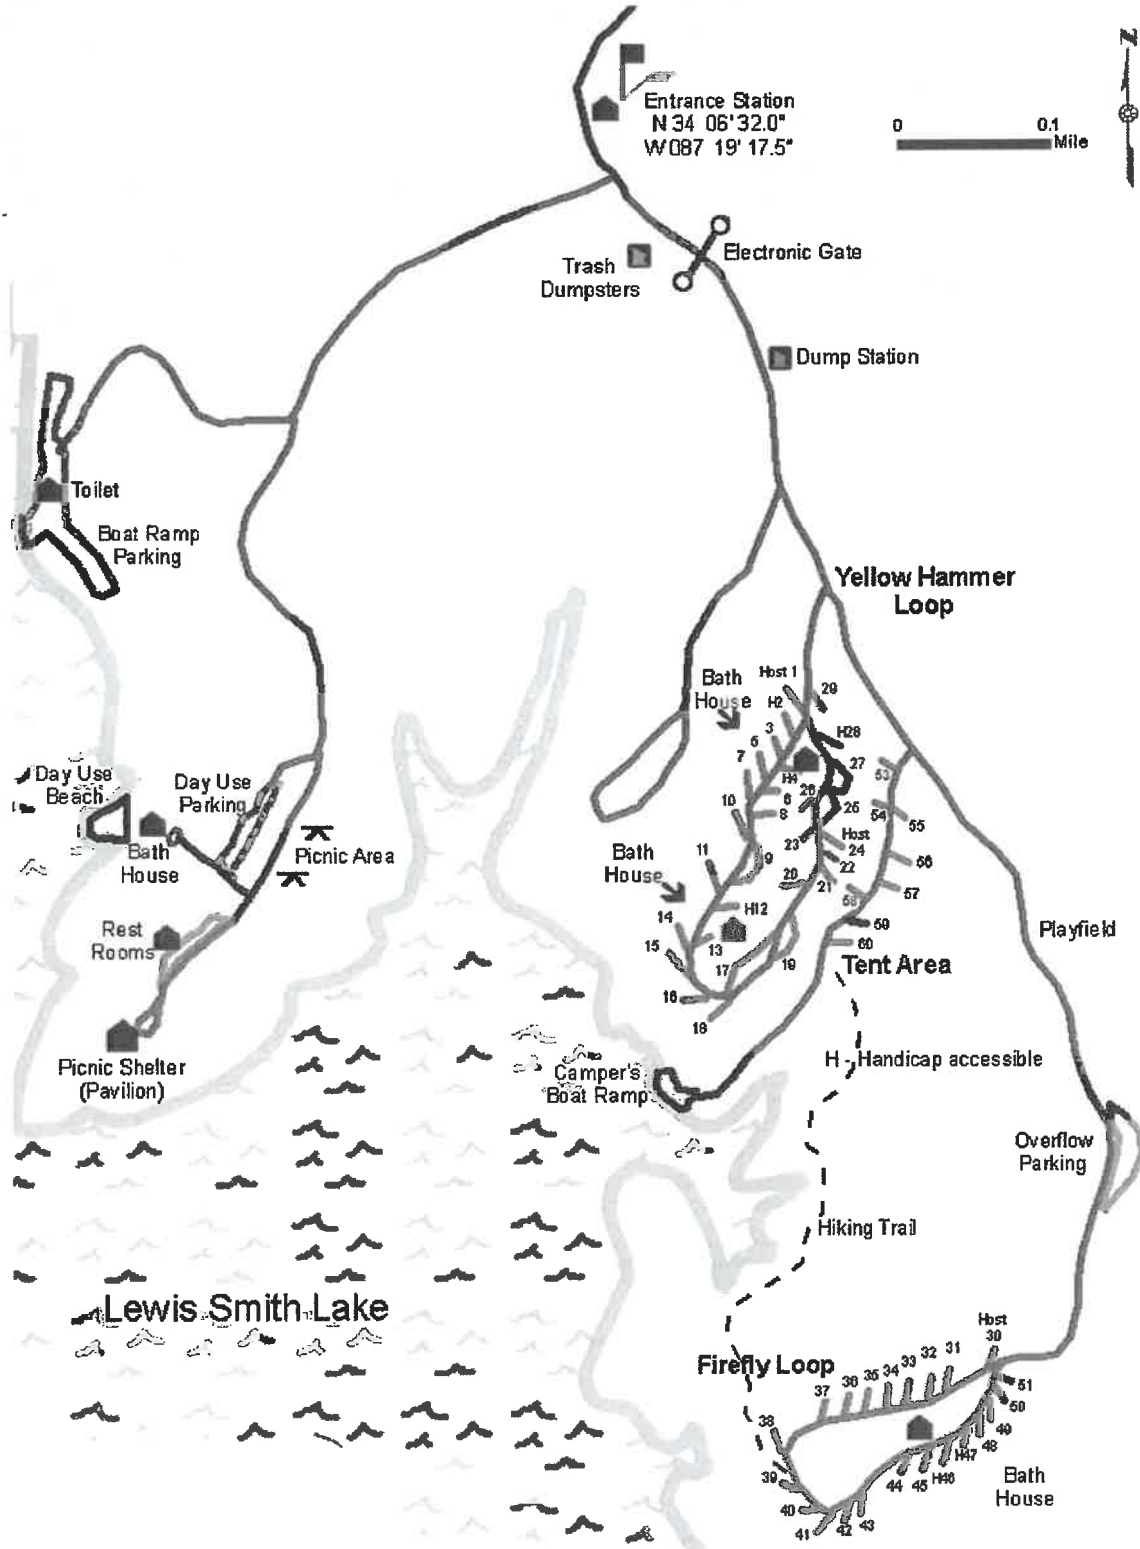 Z
Entrance Station
N 34 06'32.0"
W 087 19' 17.5"
0 0.1
Mile
Electronic Gate
Trash
Dumpsters
Dump Station
Toilet
Boat Ramp
Parking
Yellow Hammer
Loop
Bath
House
Host 1
H2
29
3
5
7
H28
H4
27
6
26
8
25
10
23
Host
24
22
9
11
20
21
53
54
55
56
57
58
59
60
Day Use
Beach
Day Use
Parking
Bath
House
Picnic Area
Rest
Rooms
Picnic Shelter
(Pavilion)
Bath
House
H12
14
13
15
17
19
16
18
Tent Area
Playfield
H - Handicap accessible
Camper's
Boat Ramp
Overflow
Parking
Hiking Trail
Lewis Smith Lake
Firefly Loop
Host
30
31
32
33
34
35
36
37
38
39
40
41
42
43
44
45
H46
H47
48
49
50
51
Bath
House